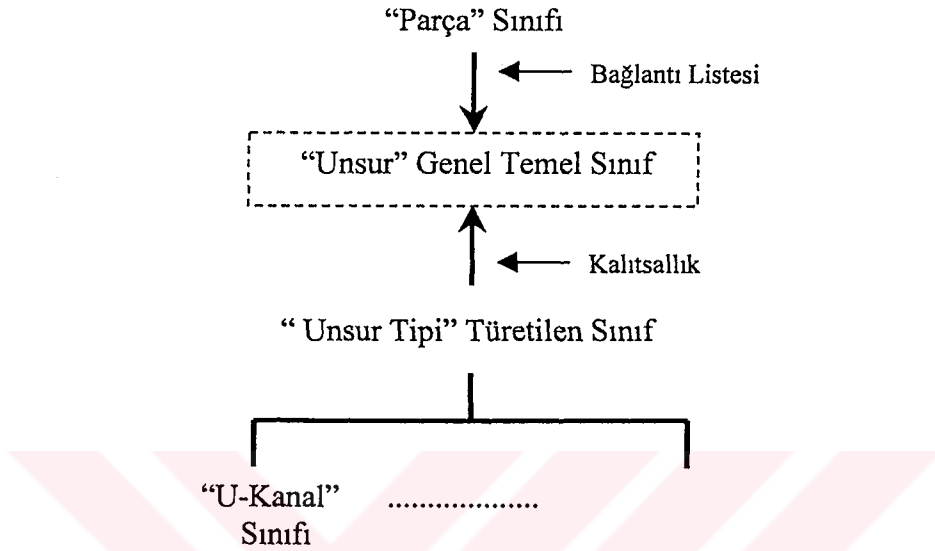 “Parça” Sınıfı
Bağlantı Listesi
“Unsur” Genel Temel Sınıf
Kalıtsallık
“ Unsur Tipi” Türetilen Sınıf
“U-Kanal” ...................
Sınıfı